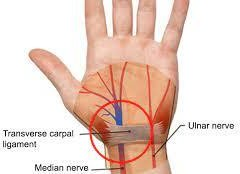 Transverse carpal
ligament
Ulnar nerve
Median nerve